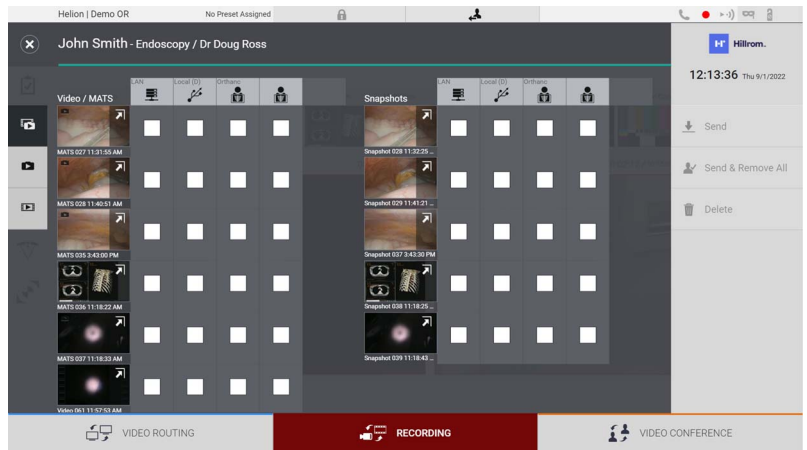 Helion | Demo OR
No Preset Assigned
John Smith - Endoscopy / Dr Doug Ross
Hillrom.
12:13:36 Thu 9/1/2022
Video / MATS
LAN
Local (D)
Orthanc
Snapshots
LAN
Local (D)
Orthanc
MATS 027 11:31:55 AM
Snapshot 028 11:32:25 ...
MATS 028 11:40:51 AM
Snapshot 029 11:41:21 ...
MATS 035 3:43:00 PM
Snapshot 037 3:43:30 PM
MATS 036 11:18:22 AM
Snapshot 038 11:18:25 ...
MATS 037 11:18:33 AM
Snapshot 039 11:18:43 ...
Video 061 11:57:53 AM
Send
Send & Remove All
Delete
VIDEO ROUTING
RECORDING
VIDEO CONFERENCE